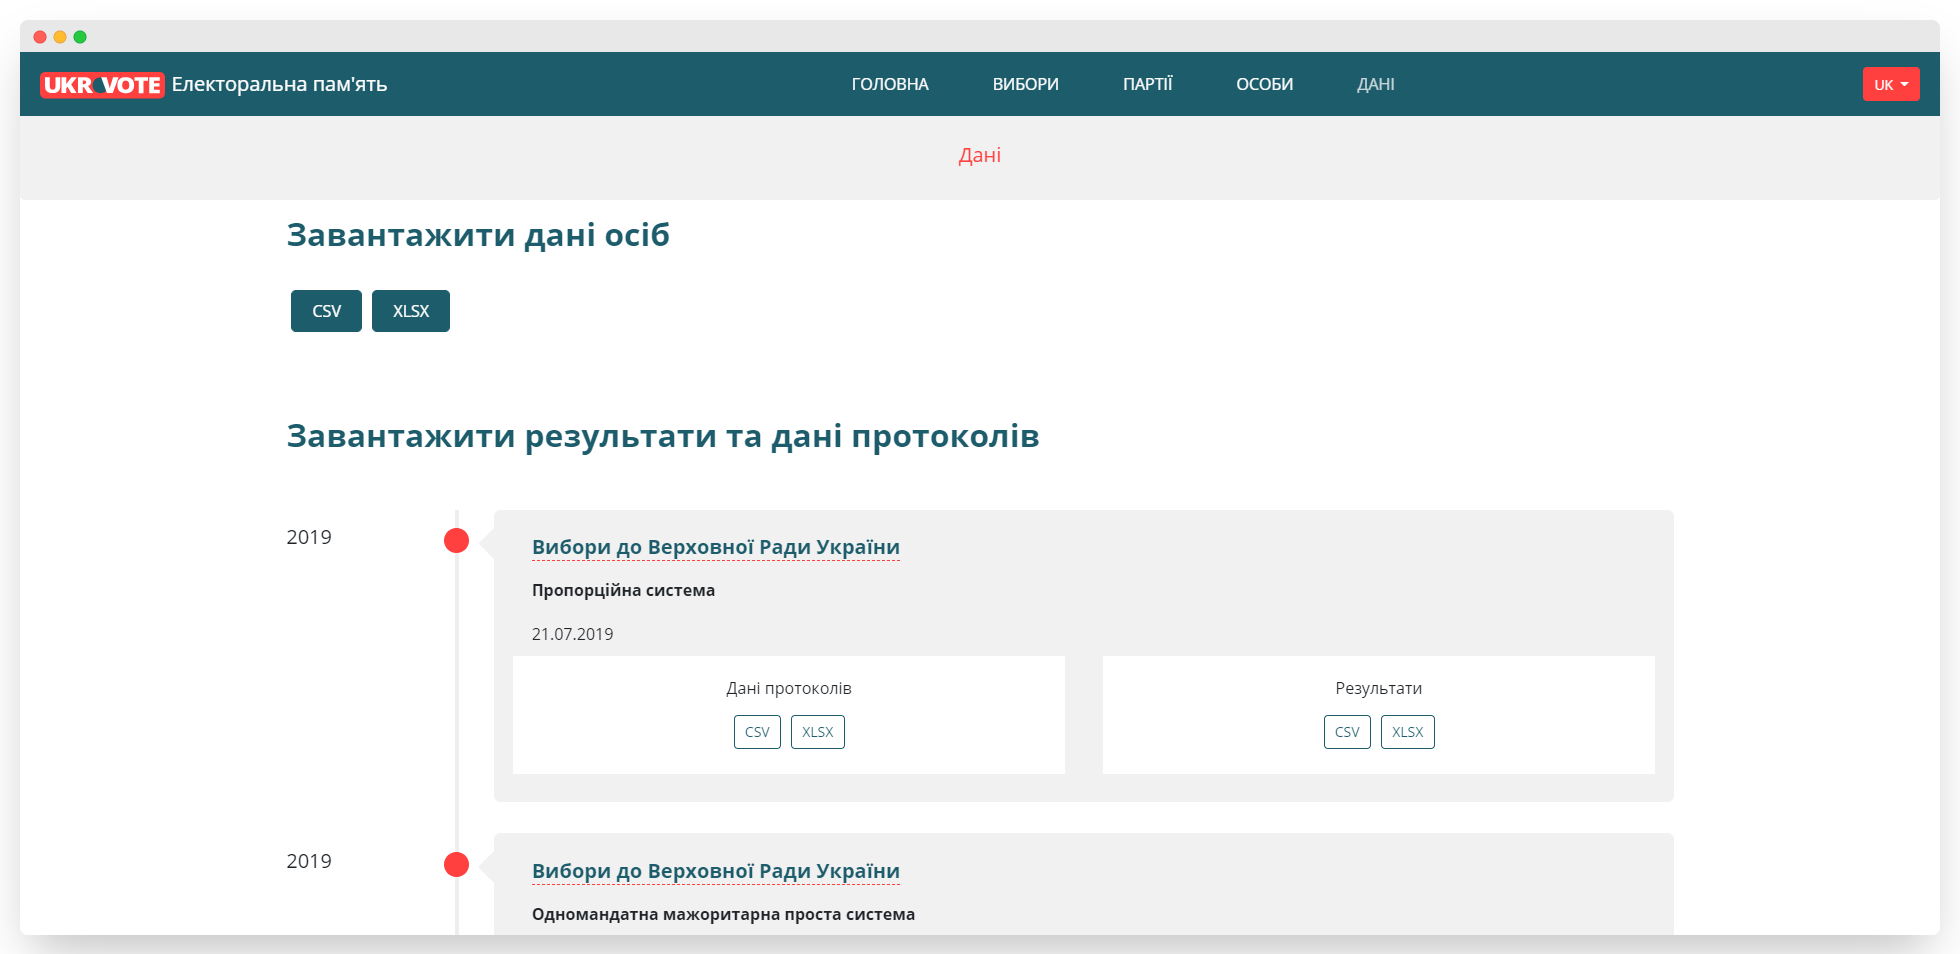 UKRVOTE Електоральна пам'ять ГОЛОВНА ВИБОРИ ПАРТІЇ ОСОБИ ДАНІ UK
Дані
Завантажити дані осіб
CSV XLSX
Завантажити результати та дані протоколів
2019
Вибори до Верховної Ради України
Пропорційна система
21.07.2019
Дані протоколів
CSV XLSX
Результати
CSV XLSX
2019
Вибори до Верховної Ради України
Одномандатна мажоритарна проста система